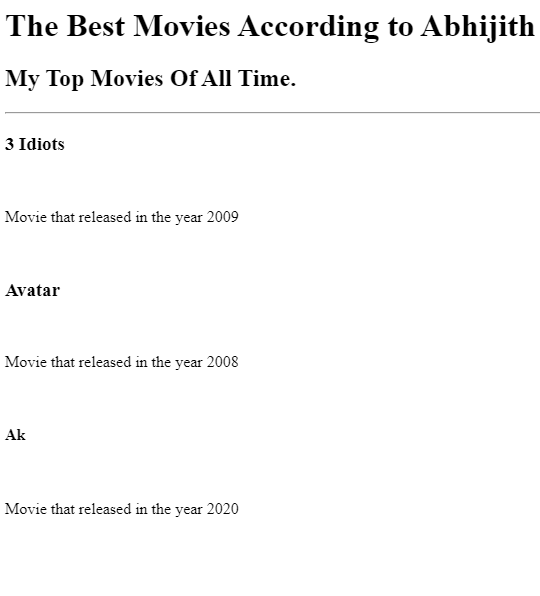 The Best Movies According to Abhijith
My Top Movies Of All Time.
3 Idiots
Movie that released in the year 2009
Avatar
Movie that released in the year 2008
Ak
Movie that released in the year 2020